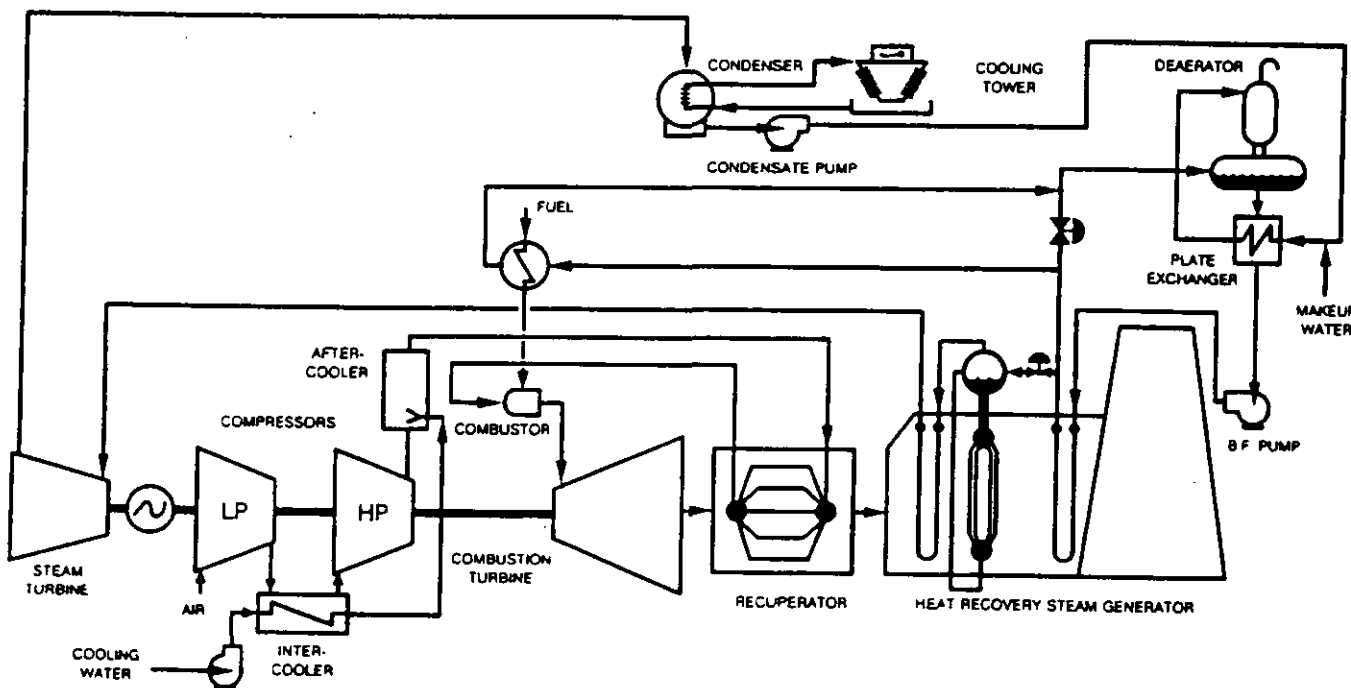 CONDENSER
COOLING
TOWER
DEAERATOR
CONDENSATE PUMP
FUEL
PLATE
EXCHANGER
MAKEUP
WATER
AFTER-
COOLER
COMPRESSORS
COMBUSTOR
B F PUMP
LP
HP
STEAM
TURBINE
AIR
COMBUSTION
TURBINE
RECUPERATOR
HEAT RECOVERY STEAM GENERATOR
COOLING
WATER
INTER-
COOLER